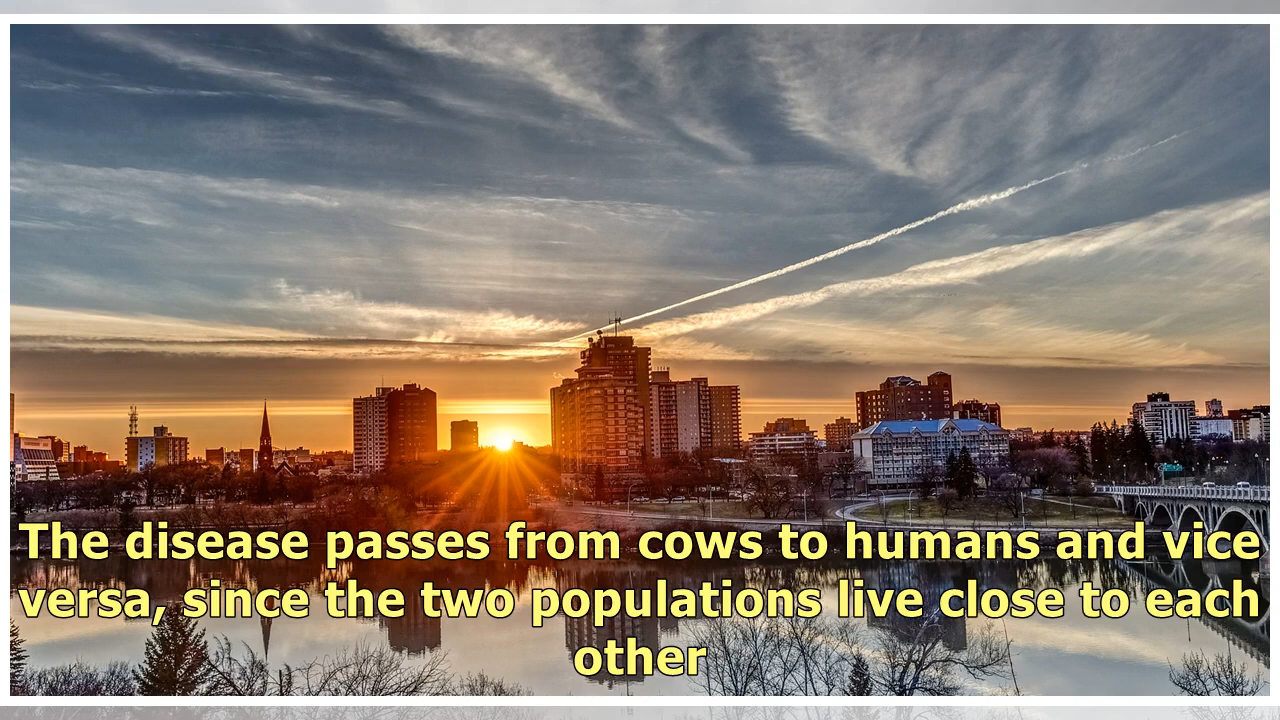 The disease passes from cows to humans and vice
versa, since the two populations live close to each
other